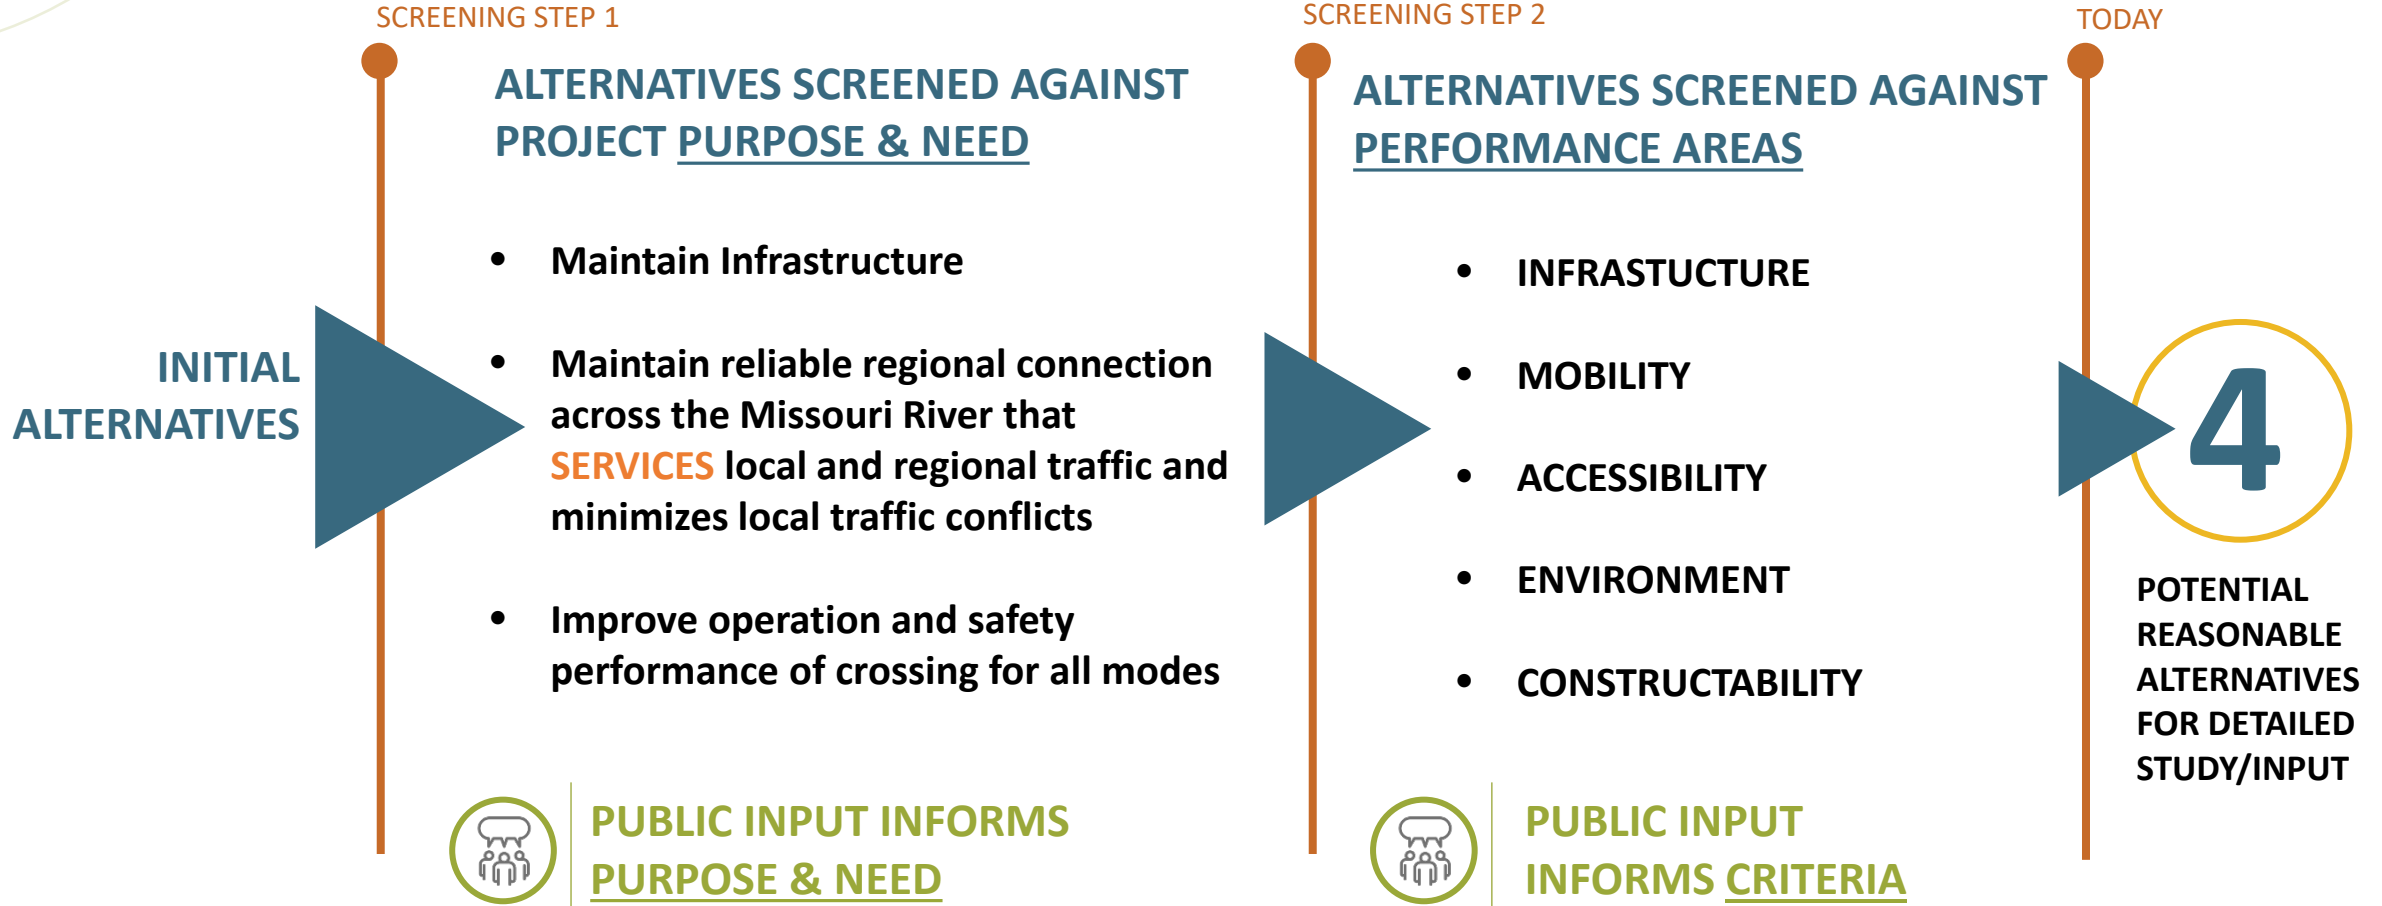 SCREENING STEP 1
ALTERNATIVES SCREENED AGAINST
PROJECT PURPOSE & NEED
INITIAL
ALTERNATIVES
• Maintain Infrastructure
• Maintain reliable regional connection
across the Missouri River that
SERVICES local and regional traffic and
minimizes local traffic conflicts
• Improve operation and safety
performance of crossing for all modes
PUBLIC INPUT INFORMS
PURPOSE & NEED
SCREENING STEP 2
ALTERNATIVES SCREENED AGAINST
PERFORMANCE AREAS
• INFRASTUCTURE
• MOBILITY
• ACCESSIBILITY
• ENVIRONMENT
• CONSTRUCTABILITY
PUBLIC INPUT
INFORMS CRITERIA
TODAY
4
POTENTIAL
REASONABLE
ALTERNATIVES
FOR DETAILED
STUDY/INPUT